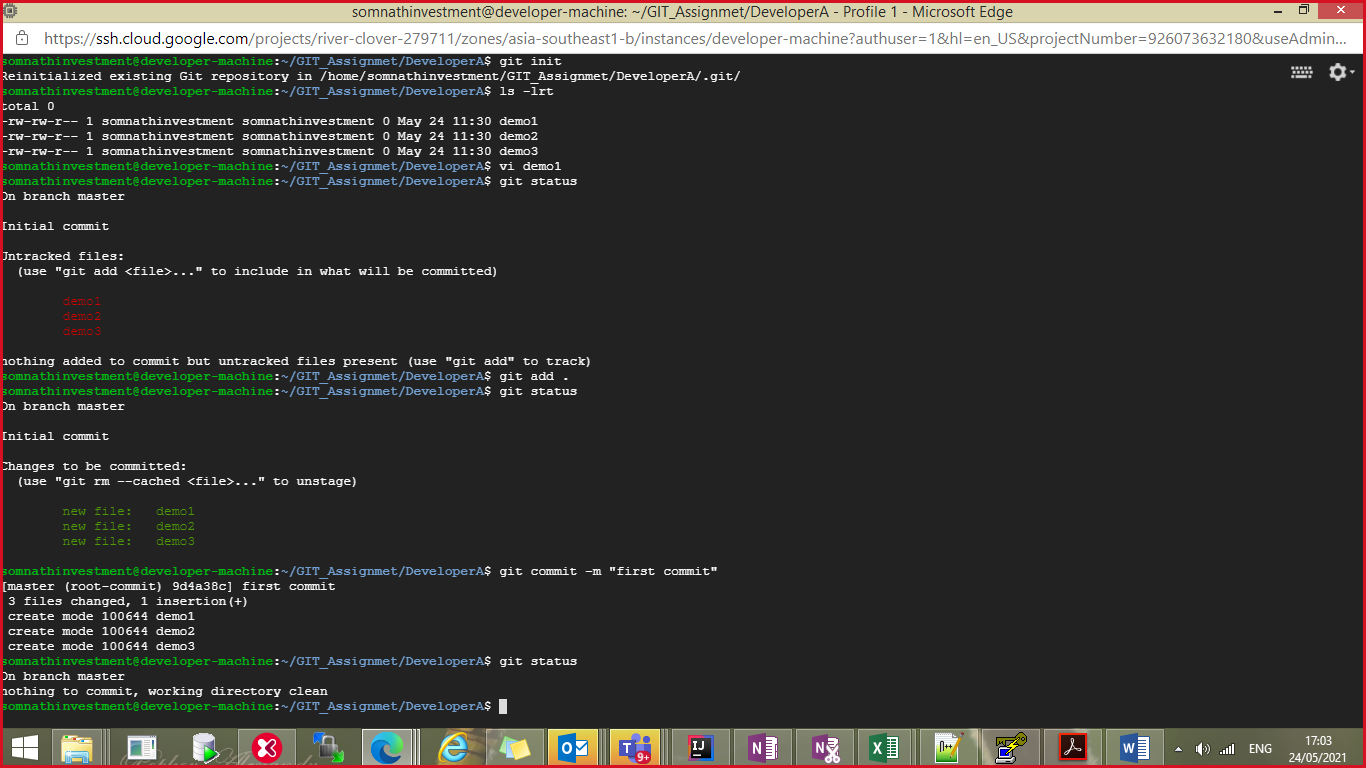 somnathinvestment@developer-machine: ~/GIT_Assignmet/DeveloperA - Profile 1 - Microsoft Edge
https://ssh.cloud.google.com/projects/river-clover-279711/zones/asia-southeast1-b/instances/developer-machine?authuser=1&hl=en_US&projectNumber=926073632180&useAdmin...
somnathinvestment@developer-machine:~/GIT_Assignmet/DeveloperA$ git init
Reinitialized existing Git repository in /home/somnathinvestment/GIT_Assignmet/DeveloperA/.git/
somnathinvestment@developer-machine:~/GIT_Assignmet/DeveloperA$ ls -lrt
total 0
-rw-rw-r-- 1 somnathinvestment somnathinvestment 0 May 24 11:30 demo1
-rw-rw-r-- 1 somnathinvestment somnathinvestment 0 May 24 11:30 demo2
-rw-rw-r-- 1 somnathinvestment somnathinvestment 0 May 24 11:30 demo3
somnathinvestment@developer-machine:~/GIT_Assignmet/DeveloperA$ vi demo1
somnathinvestment@developer-machine:~/GIT_Assignmet/DeveloperA$ git status
On branch master
Initial commit
Untracked files:
(use "git add <file>..." to include in what will be committed)
demo1
demo2
demo3
nothing added to commit but untracked files present (use "git add" to track)
somnathinvestment@developer-machine:~/GIT_Assignmet/DeveloperA$ git add .
somnathinvestment@developer-machine:~/GIT_Assignmet/DeveloperA$ git status
On branch master
Initial commit
Changes to be committed:
(use "git rm --cached <file>..." to unstage)
new file: demo1
new file: demo2
new file: demo3
somnathinvestment@developer-machine:~/GIT_Assignmet/DeveloperA$ git commit -m "first commit"
[master (root-commit) 9d4a38c] first commit
3 files changed, 1 insertion(+)
create mode 100644 demo1
create mode 100644 demo2
create mode 100644 demo3
somnathinvestment@developer-machine:~/GIT_Assignmet/DeveloperA$ git status
On branch master
nothing to commit, working directory clean
somnathinvestment@developer-machine:~/GIT_Assignmet/DeveloperA$
9+
ENG
17:03
24/05/2021